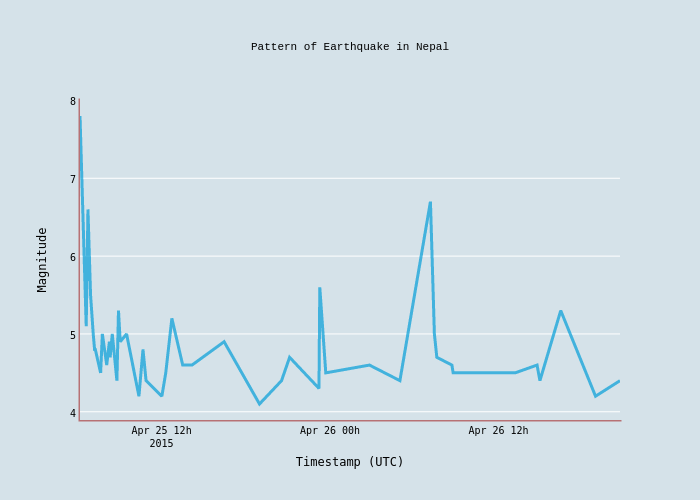 Pattern of Earthquake in Nepal
8
7
6
5
4
Magnitude
Apr 25 12h
2015
Apr 26 00h
Apr 26 12h
Timestamp (UTC)